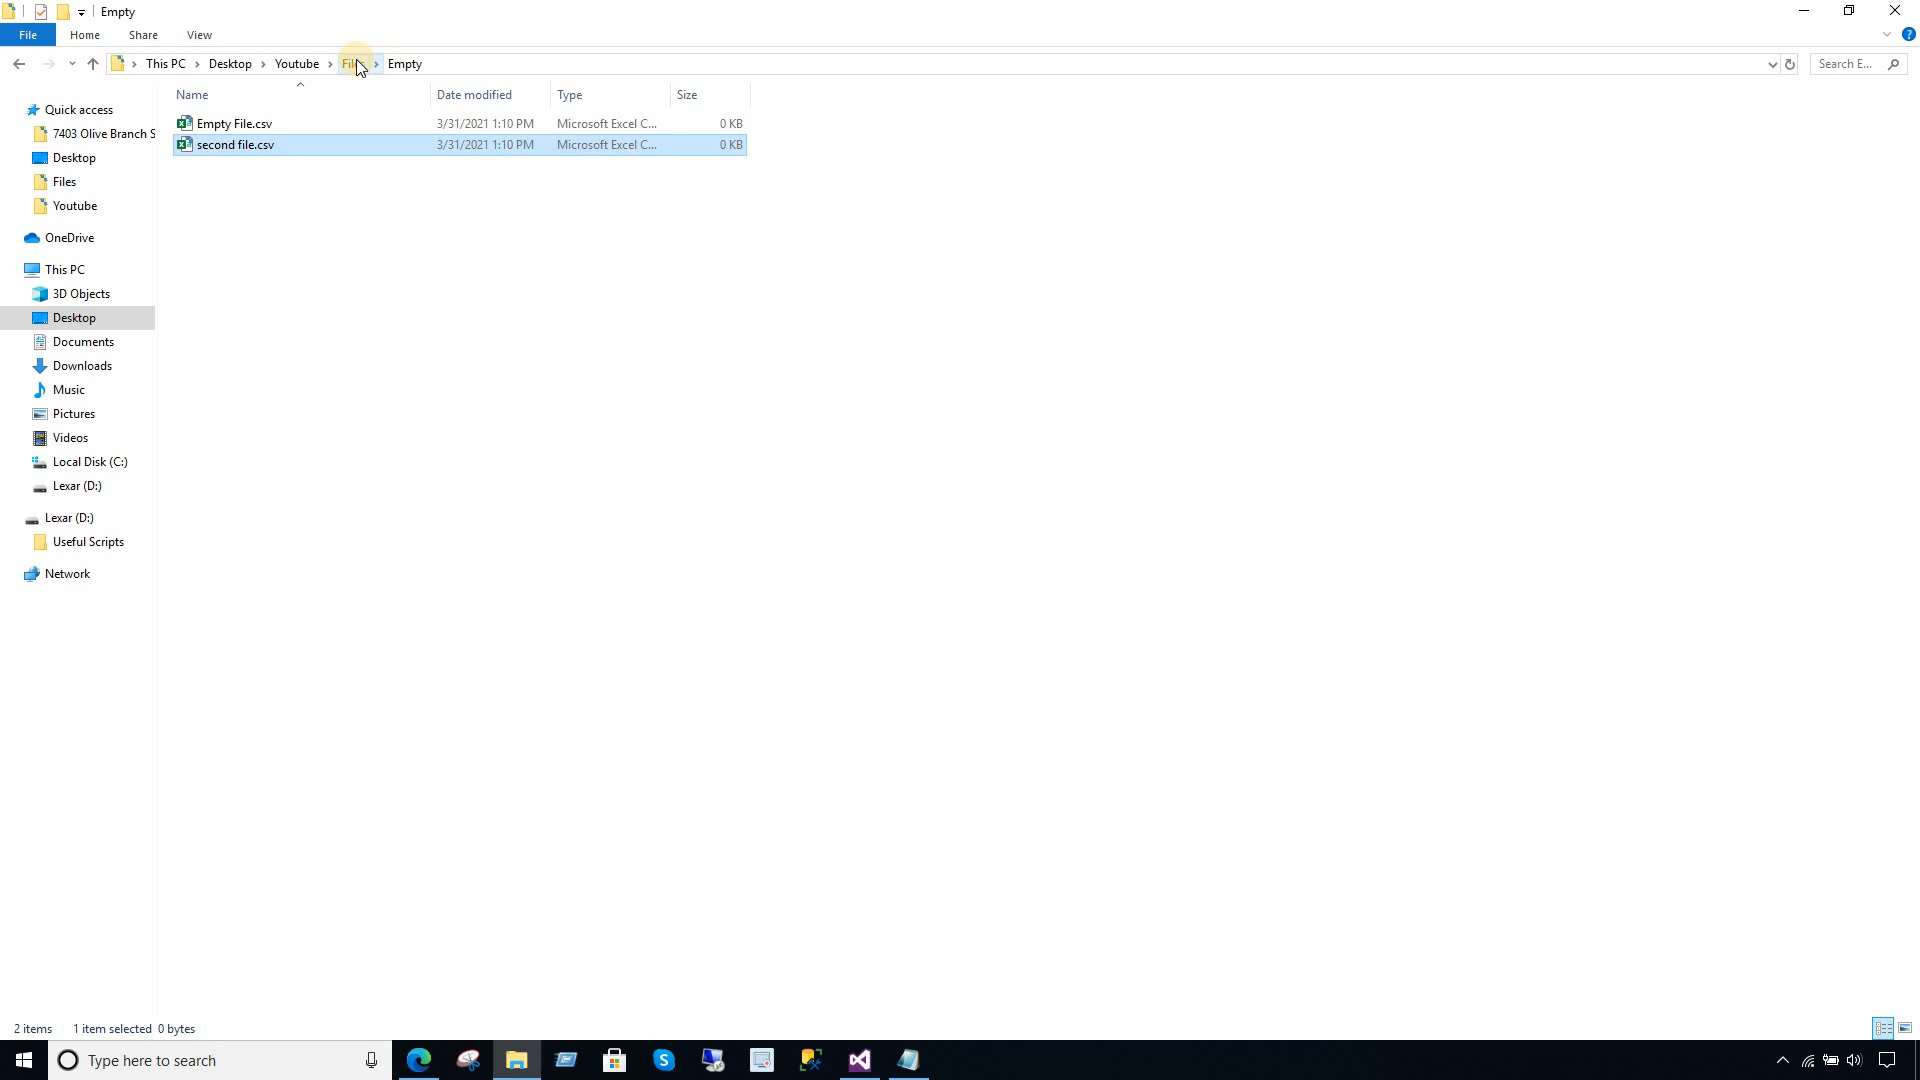 Empty
File Home Share View
This PC Desktop Youtube Empty Search E...
Name Date modified Type Size
Empty File.csv 3/31/2021 1:10 PM Microsoft Excel C... 0 KB
second file.csv 3/31/2021 1:10 PM Microsoft Excel C... 0 KB
Quick access
7403 Olive Branch S
Desktop
Files
Youtube
OneDrive
This PC
3D Objects
Desktop
Documents
Downloads
Music
Pictures
Videos
Local Disk (C:)
Lexar (D:)
Lexar (D:)
Useful Scripts
Network
2 items 1 item selected 0 bytes
Type here to search